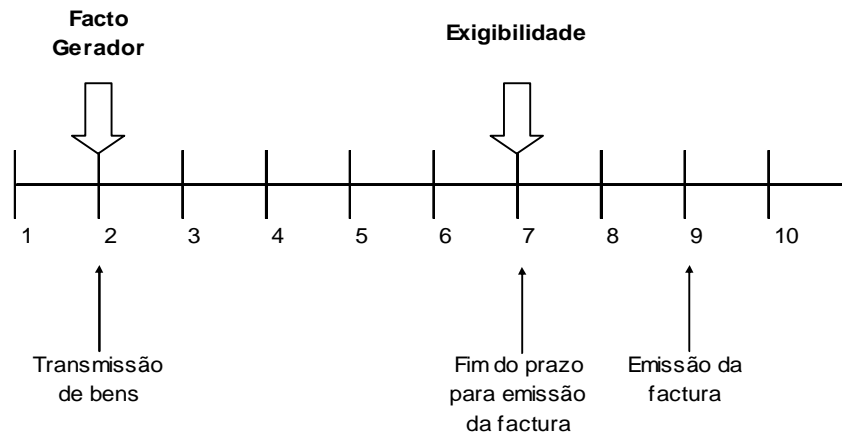 Facto
Gerador
Exigibilidade
1 2 3 4 5 6 7 8 9 10
Transmissão
de bens
Fim do prazo
para emissão
da factura
Emissão da
factura